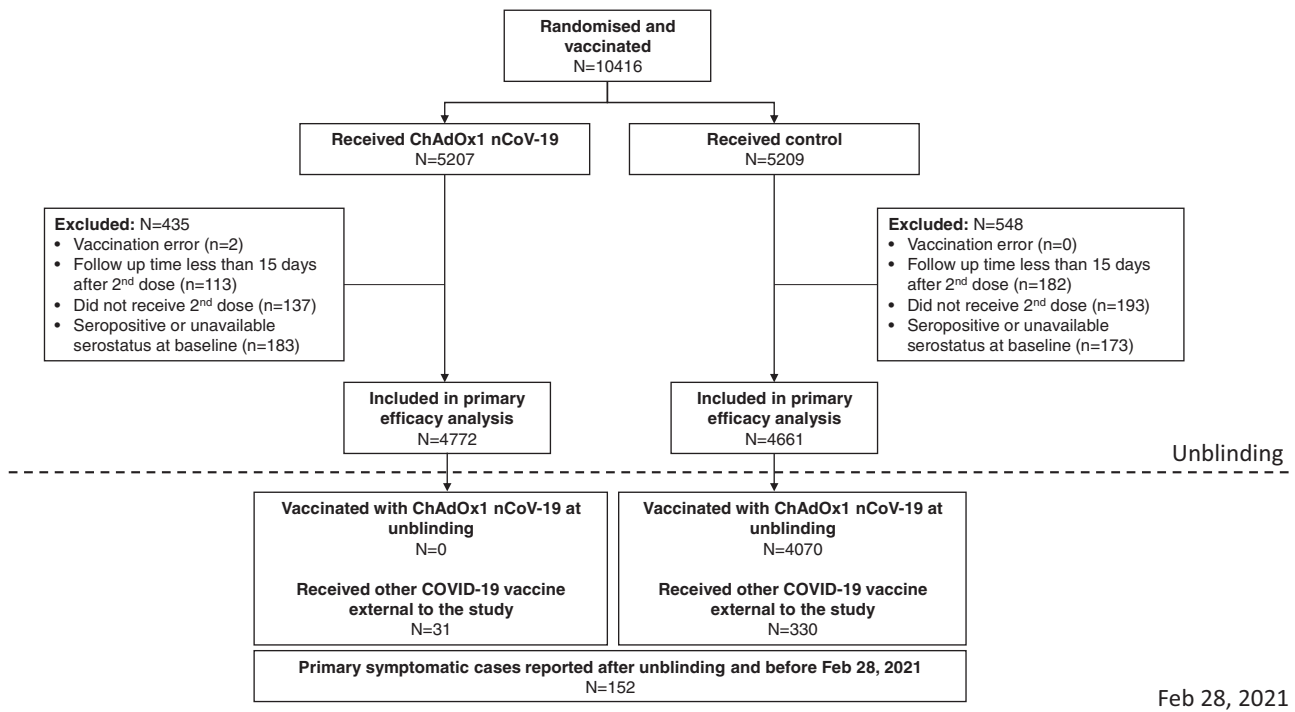 Randomised and
vaccinated
N=10416
Received ChAdOx1 nCoV-19
N=5207
Received control
N=5209
Excluded: N=435
• Vaccination error (n=2)
• Follow up time less than 15 days
after 2nd dose (n=113)
• Did not receive 2nd dose (n=137)
• Seropositive or unavailable
serostatus at baseline (n=183)
Excluded: N=548
• Vaccination error (n=0)
• Follow up time less than 15 days
after 2nd dose (n=182)
• Did not receive 2nd dose (n=193)
• Seropositive or unavailable
serostatus at baseline (n=173)
Included in primary
efficacy analysis
N=4772
Included in primary
efficacy analysis
N=4661
Unblinding
Vaccinated with ChAdOx1 nCoV-19 at
unblinding
N=0
Received other COVID-19 vaccine
external to the study
N=31
Vaccinated with ChAdOx1 nCoV-19 at
unblinding
N=4070
Received other COVID-19 vaccine
external to the study
N=330
Primary symptomatic cases reported after unblinding and before Feb 28, 2021
N=152
Feb 28, 2021